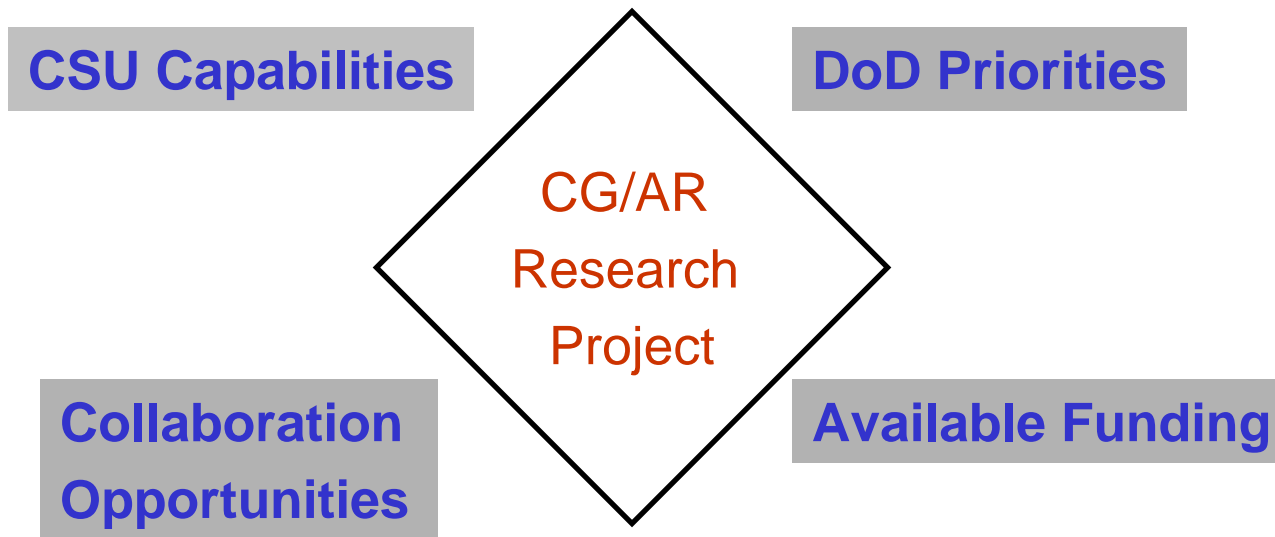 CSU Capabilities
DoD Priorities
CG/AR
Research
Project
Collaboration
Opportunities
Available Funding